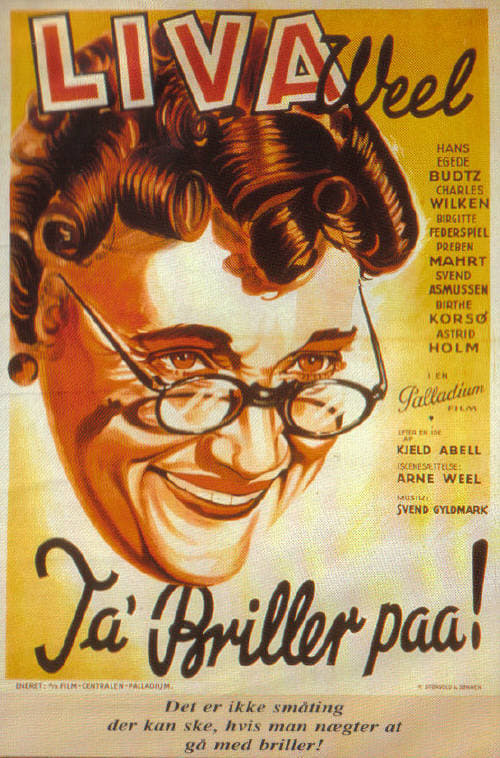 LIVA Weel
HANS
EGEDE
BUDTZ
CHARLES
WILKEN
BIRGITTE
FEDERSPIEL
PREBEN
MAHRT
SVEND
ASMUSSEN
BIRTHE
KORSØ
ASTRID
HOLM
I EN
Palladium
FILM
EFTER EN IDE
AF
KJELD ABELL
ISCENESÆTTELSE:
ARNE WEEL
MUSIK:
SVEND GYLDMARK
Ta' Briller paa!
ENERET: A/S FILM-CENTRALEN-PALLADIUM.
Det er ikke småting
der kan ske, hvis man nægter at
gå med briller!